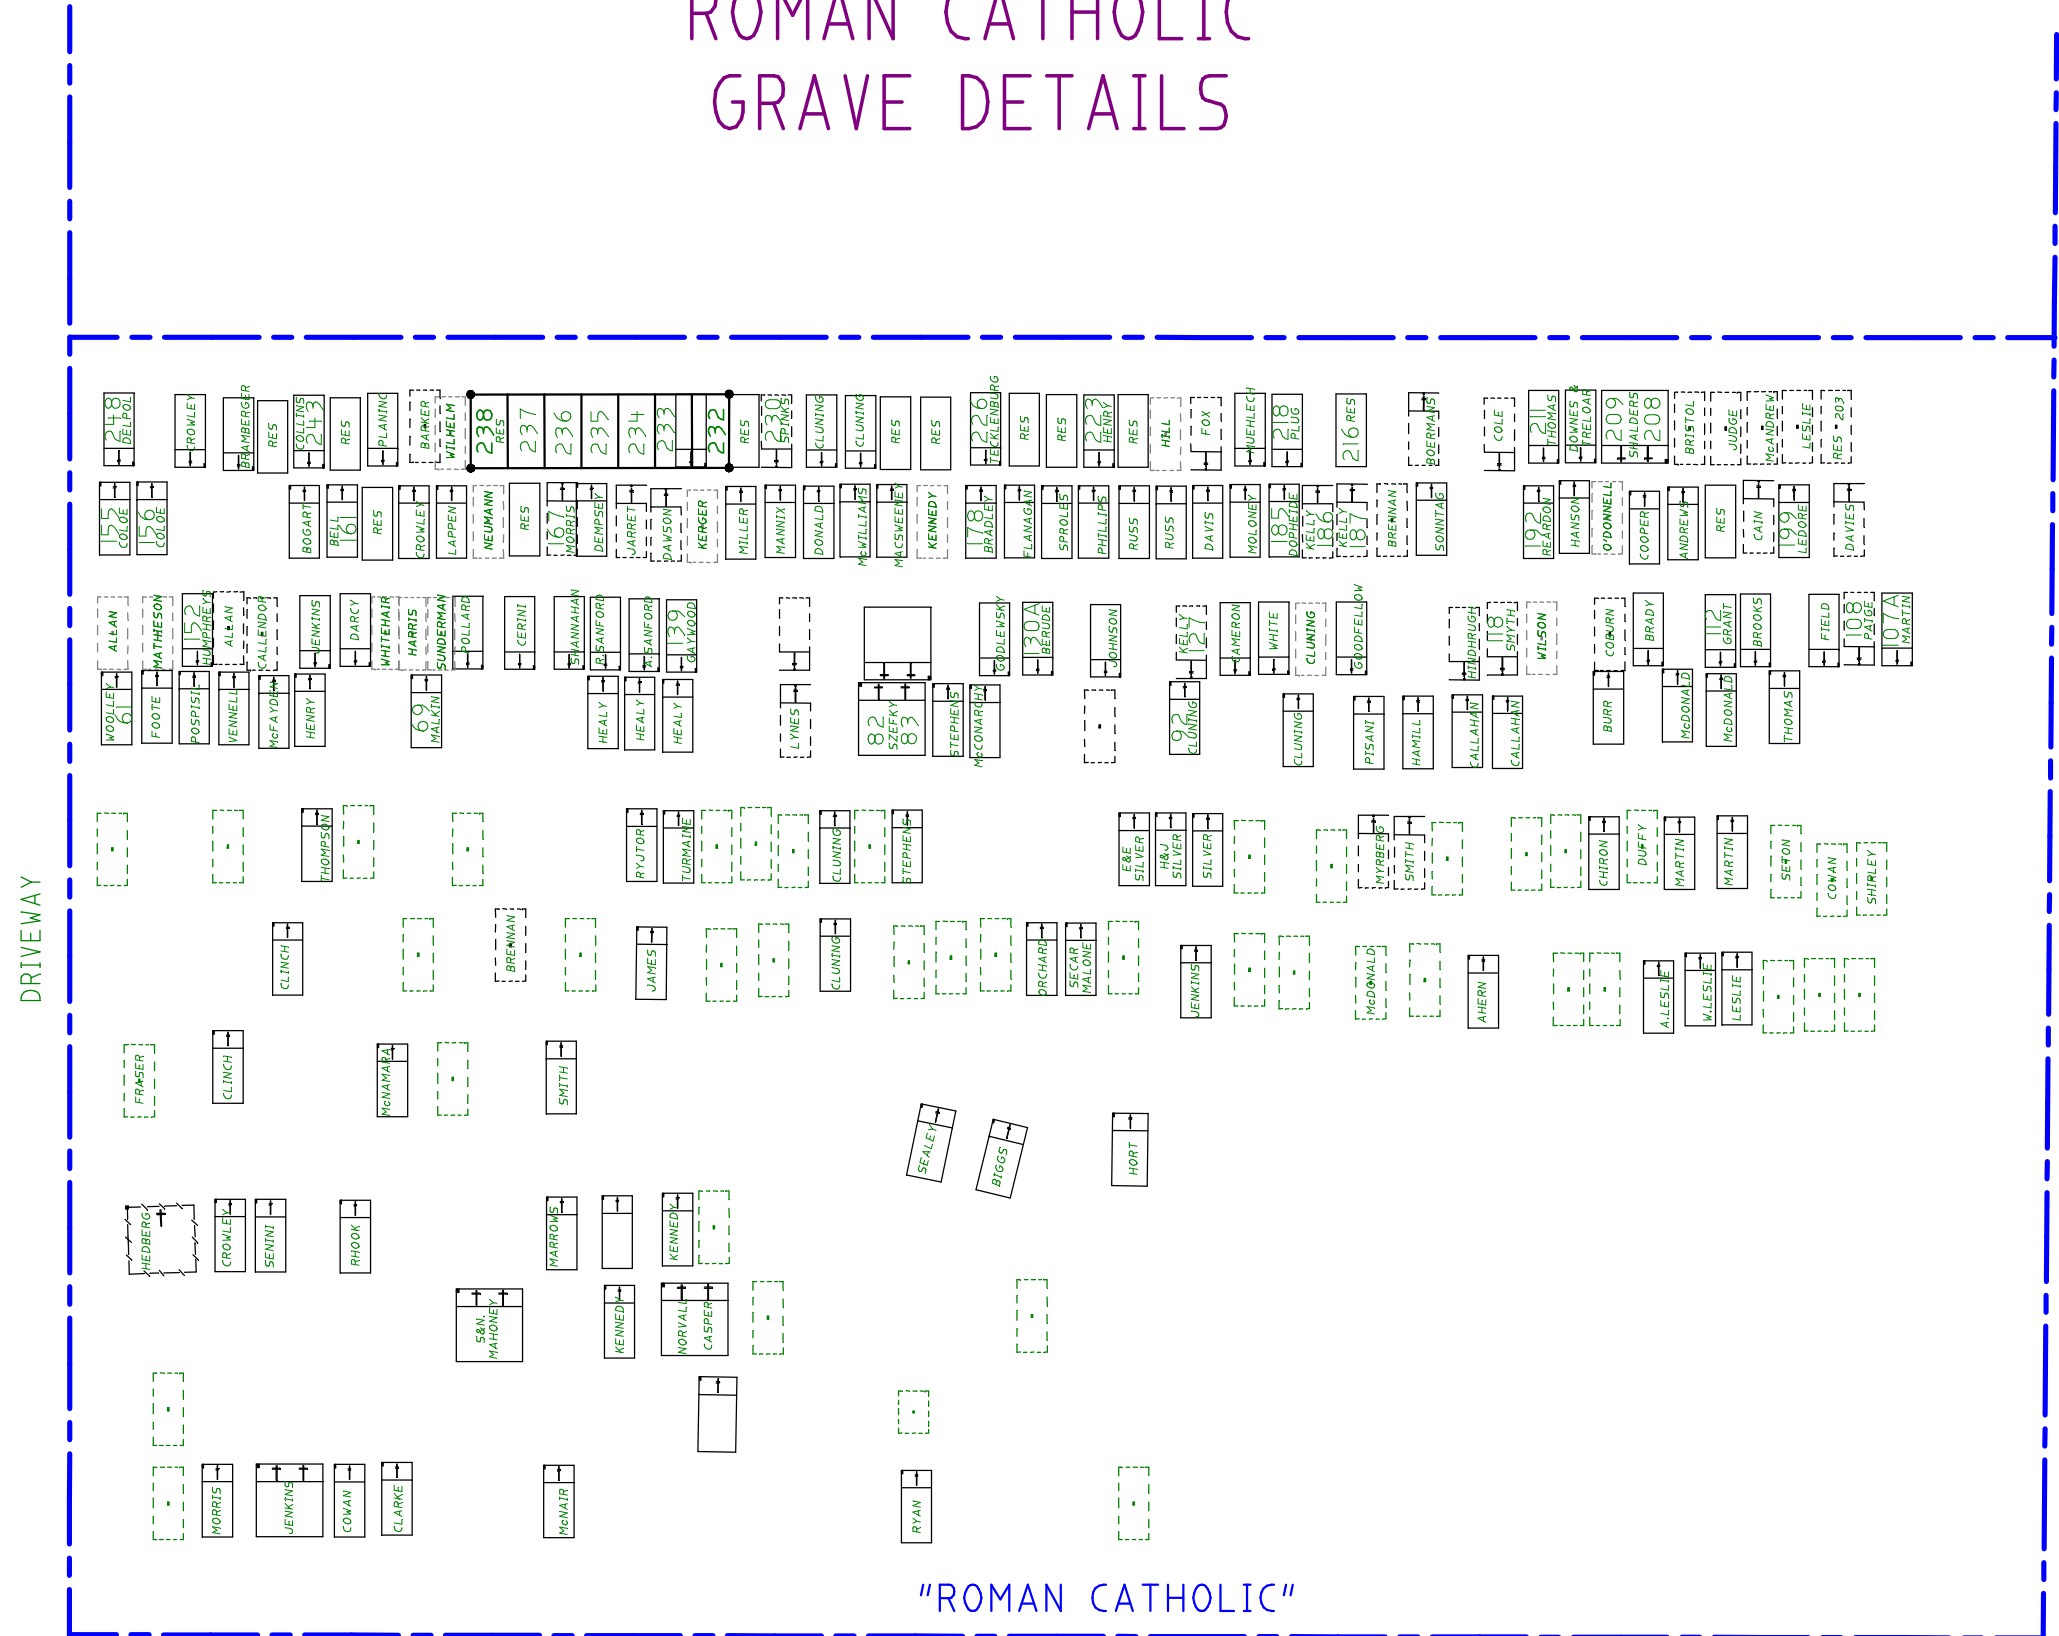 ROMAN CATHOLIC
GRAVE DETAILS
248 DELPOL
CROWLEY
BRAMBERGER
RES
COLLINS 243
RES
PLANINC
BARKER
WILHELM
238 RES
237
236
235
234
233
232
RES
230 SPINKS
CLUNING
CLUNING
RES
RES
226 TECKLENBURG
RES
RES
223 HENRY
RES
HILL
FOX
MUEHLECH
218 PLUG
216 RES
BOERMANS
COLE
211 THOMAS
DOWNES &
TRELOAR
209 SHALDERS 208
BRISTOL
JUDGE
McANDREW
LESLIE
RES 203
155 COLOE
156 COLOE
BOGART
BELL 161
RES
CROWLEY
LAPPEN
NEUMANN
RES
167 MORRIS
DEMPSEY
JARRET
DAWSON
KERGER
MILLER
MANNIX
DONALD
McWILLIAMS
MACSWEENEY
KENNEDY
178 BRADLEY
FLANAGAN
SPROLES
PHILLIPS
RUSS
RUSS
DAVIS
MOLONEY
185 DOPHEIDE
KELLY 186
KELLY 187
BRENNAN
SONNTAG
192 REARDON
HANSON
O'DONNELL
COOPER
ANDREWS
RES
CAIN
199 LEDORE
DAVIES
ALLAN
MATHIESON
152 HUMPHREYS
ALLAN
CALLENDOR
JENKINS
DARCY
WHITEHAIR
HARRIS
SUNDERMAN
POLLARD
CERINI
SHANNAHAN
R.SANFORD
A.SANFORD
139 GAYWOOD
GODLEWSKY
130A BERUDE
JOHNSON
KELLY 127
CAMERON
WHITE
CLUNING
GOODFELLOW
HINDHRUGH
118 SMYTH
WILSON
COBURN
BRADY
112 GRANT
BROOKS
FIELD
108 PAIGE
107A MARTIN
WOOLLEY 61
FOOTE
POSPISIL
VENNELL
McFAYDEN
HENRY
69 MALKIN
HEALY
HEALY
HEALY
LYNES
82 SZEFKY 83
STEPHENS
McCONARCHY
92 CLUNING
CLUNING
PISANI
HAMILL
CALLAHAN
CALLAHAN
BURR
McDONALD
McDONALD
THOMAS
THOMPSON
RYJTOR
TURMAINE
CLUNING
STEPHENS
E&E
SILVER
H&J
SILVER
SILVER
MYRBERG
SMITH
CHIRON
DUFFY
MARTIN
MARTIN
SETON
COWAN
SHIRLEY
DRIVEWAY
CLINCH
BRENNAN
JAMES
CLUNING
ORCHARD
SECAR
MALONE
JENKINS
McDONALD
AHERN
A.LESLIE
W.LESLIE
LESLIE
FRASER
CLINCH
McNAMARA
SMITH
SEALEY
BIGGS
HORT
HEDBERG
CROWLEY
SENINI
RHOOK
MARROWS
KENNEDY
S&N.
MAHONEY
KENNEDY
NORVALL
CASPER
MORRIS
JENKINS
COWAN
CLARKE
McNAIR
RYAN
"ROMAN CATHOLIC"